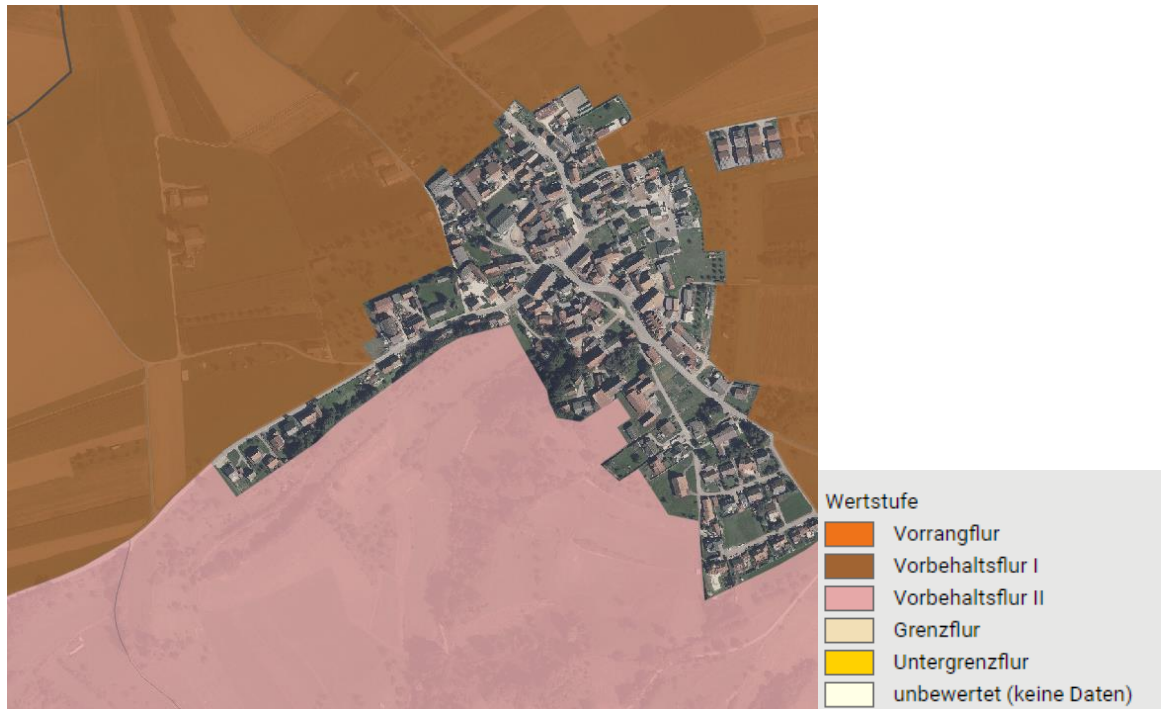 Wertstufe
Vorrangflur
Vorbehaltsflur I
Vorbehaltsflur II
Grenzflur
Untergrenzflur
unbewertet (keine Daten)